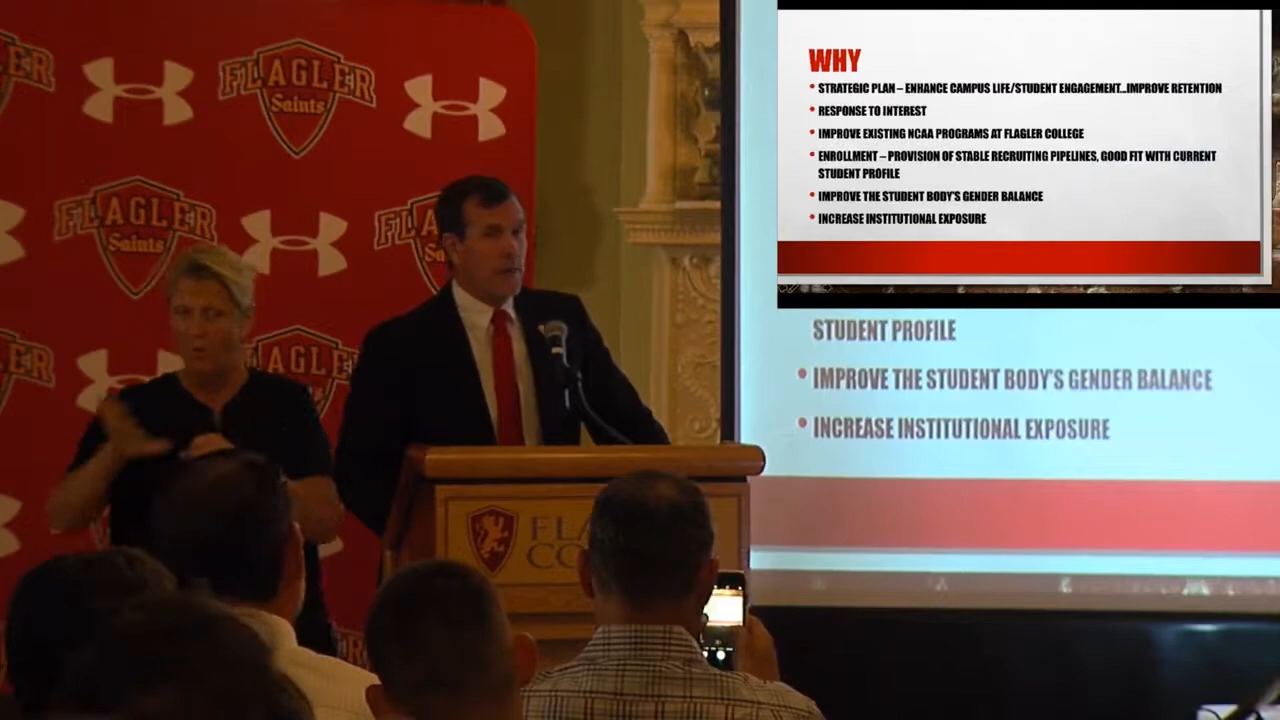 FLAGLER
Saints
FLAGLER
Saints
WHY
• STRATEGIC PLAN – ENHANCE CAMPUS LIFE/STUDENT ENGAGEMENT...IMPROVE RETENTION
• RESPONSE TO INTEREST
• IMPROVE EXISTING NCAA PROGRAMS AT FLAGLER COLLEGE
• ENROLLMENT – PROVISION OF STABLE RECRUITING PIPELINES, GOOD FIT WITH CURRENT
STUDENT PROFILE
• IMPROVE THE STUDENT BODY'S GENDER BALANCE
• INCREASE INSTITUTIONAL EXPOSURE
STUDENT PROFILE
• IMPROVE THE STUDENT BODY'S GENDER BALANCE
• INCREASE INSTITUTIONAL EXPOSURE
FLAGLER